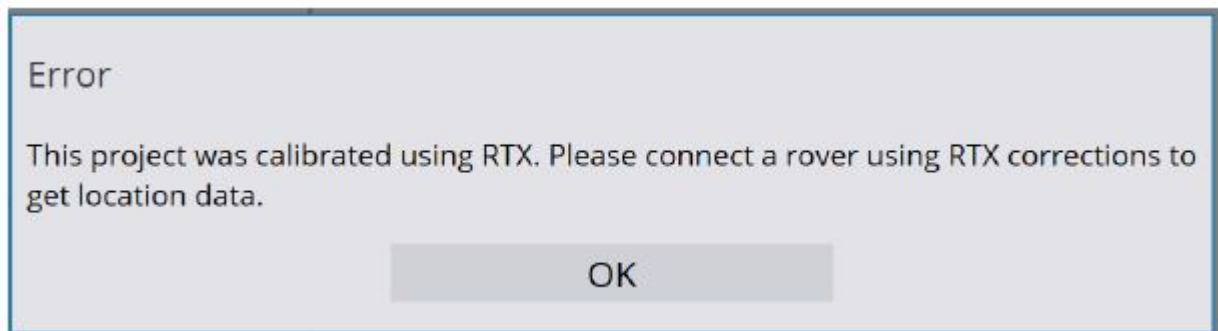 Error
This project was calibrated using RTX. Please connect a rover using RTX corrections to
get location data.
OK